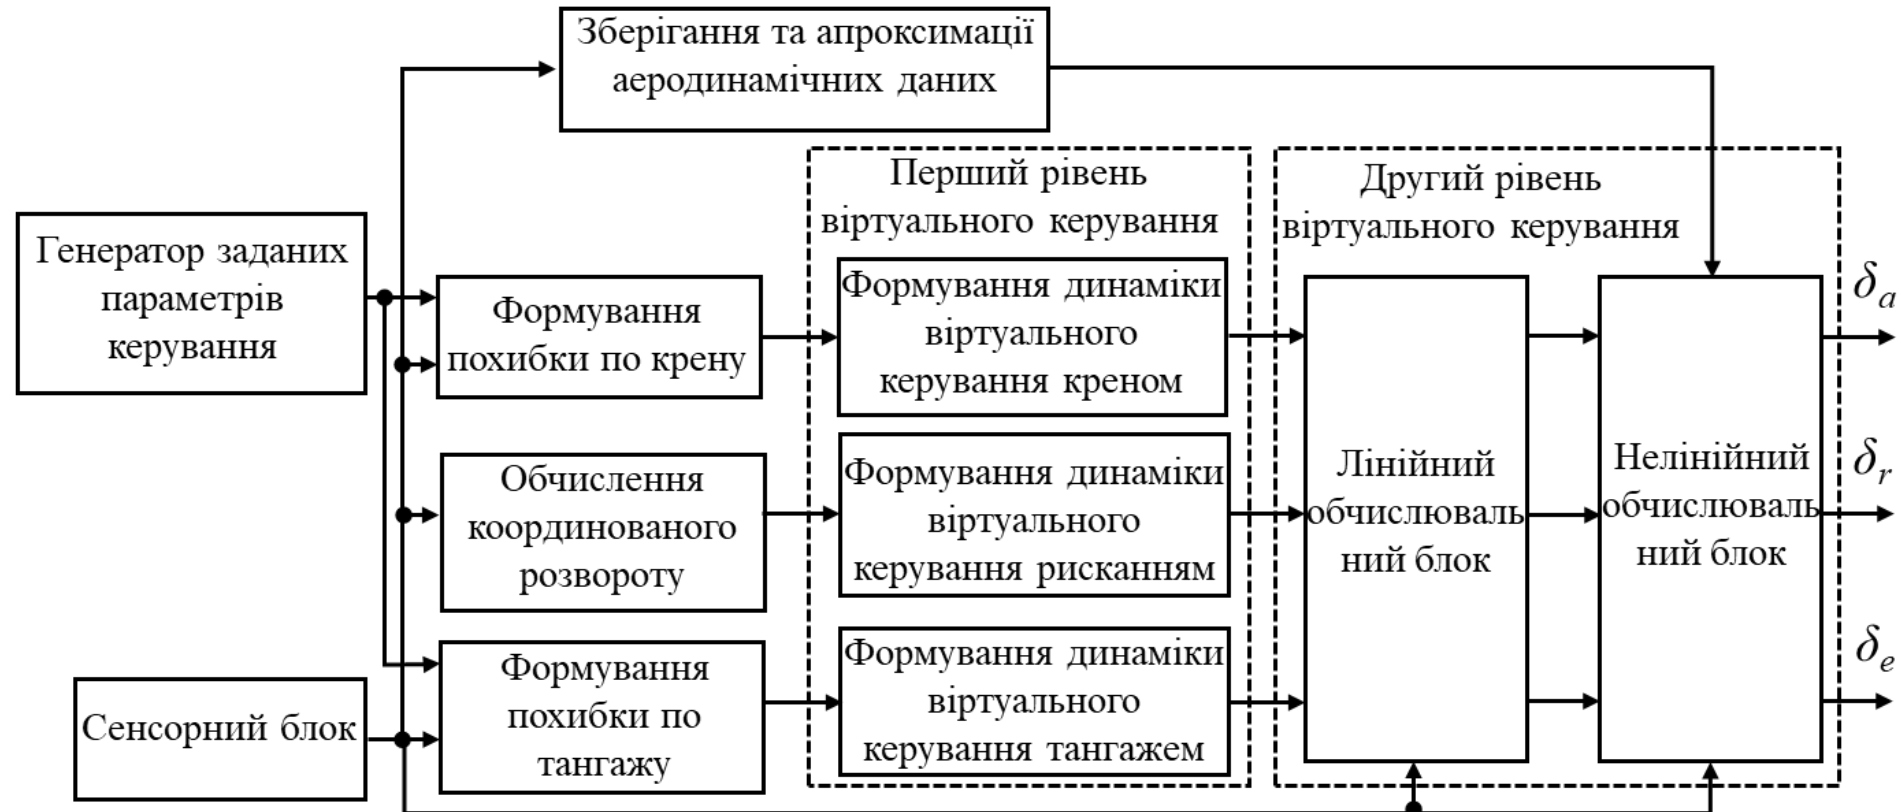 Зберігання та апроксимації
аеродинамічних даних
Перший рівень
віртуального керування
Другий рівень
віртуального керування
Генератор заданих
параметрів
керування
Формування
похибки по крену
Формування динаміки
віртуального
керування креном
δa
Обчислення
координованого
розвороту
Формування динаміки
віртуального
керування рисканням
Лінійний
обчислюваль
ний блок
Нелінійний
обчислюваль
ний блок
δr
Сенсорний блок
Формування
похибки по
тангажу
Формування динаміки
віртуального
керування тангажем
δe